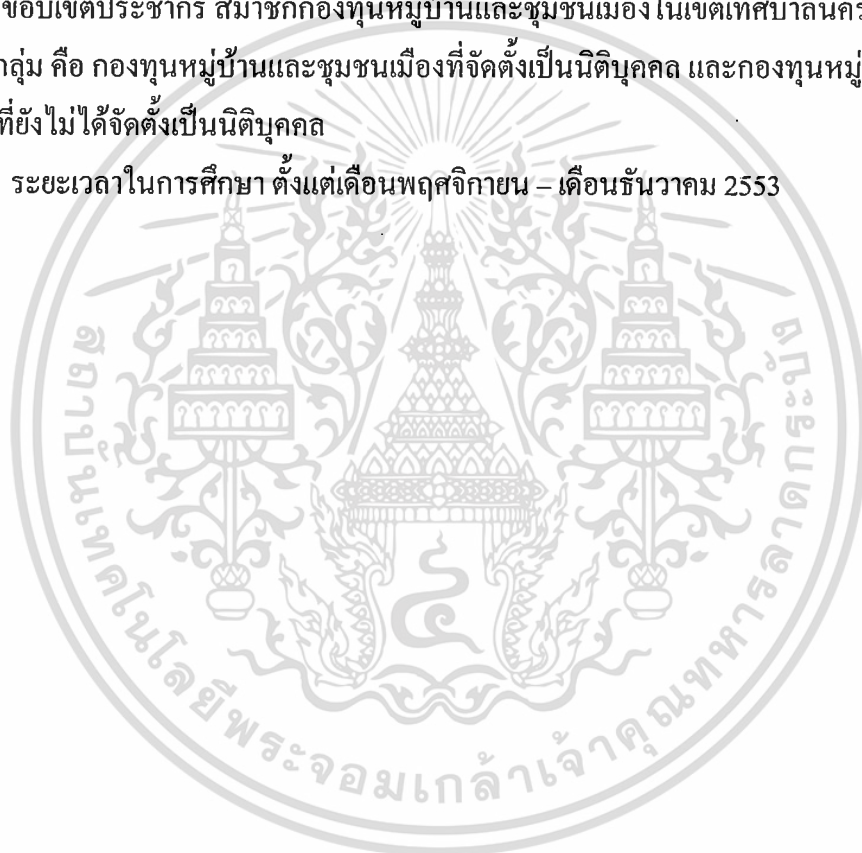 ขอบเขตประชากร สมาชิกกองทุนหมู่บ้านและชุมชนเมืองในเขตเทศบาลนคร
กลุ่ม คือ กองทุนหมู่บ้านและชุมชนเมืองที่จัดตั้งเป็นนิติบุคคล และกองทุนหมู่
ที่ยังไม่ได้จัดตั้งเป็นนิติบุคคล
ระยะเวลาในการศึกษา ตั้งแต่เดือนพฤศจิกายน – เดือนธันวาคม 2553
สถาบันเทคโนโลยีพระจอมเกล้าเจ้าคุณทหารลาดกระบัง